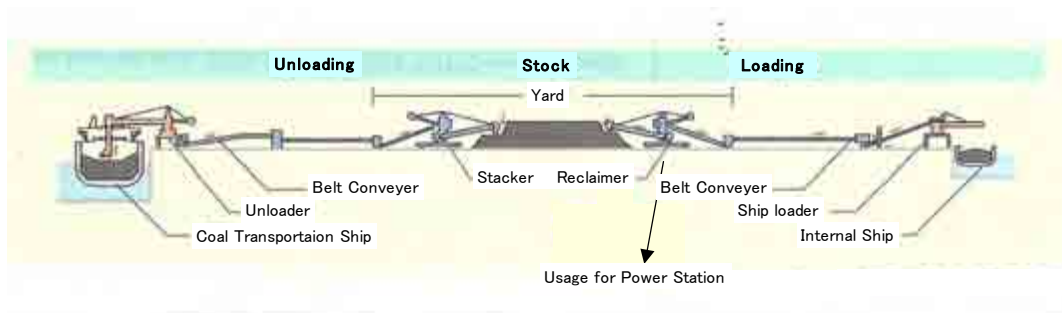 Unloading
Stock
Loading
Yard
Belt Conveyer
Stacker
Reclaimer
Belt Conveyer
Unloader
Ship loader
Coal Transportaion Ship
Internal Ship
Usage for Power Station